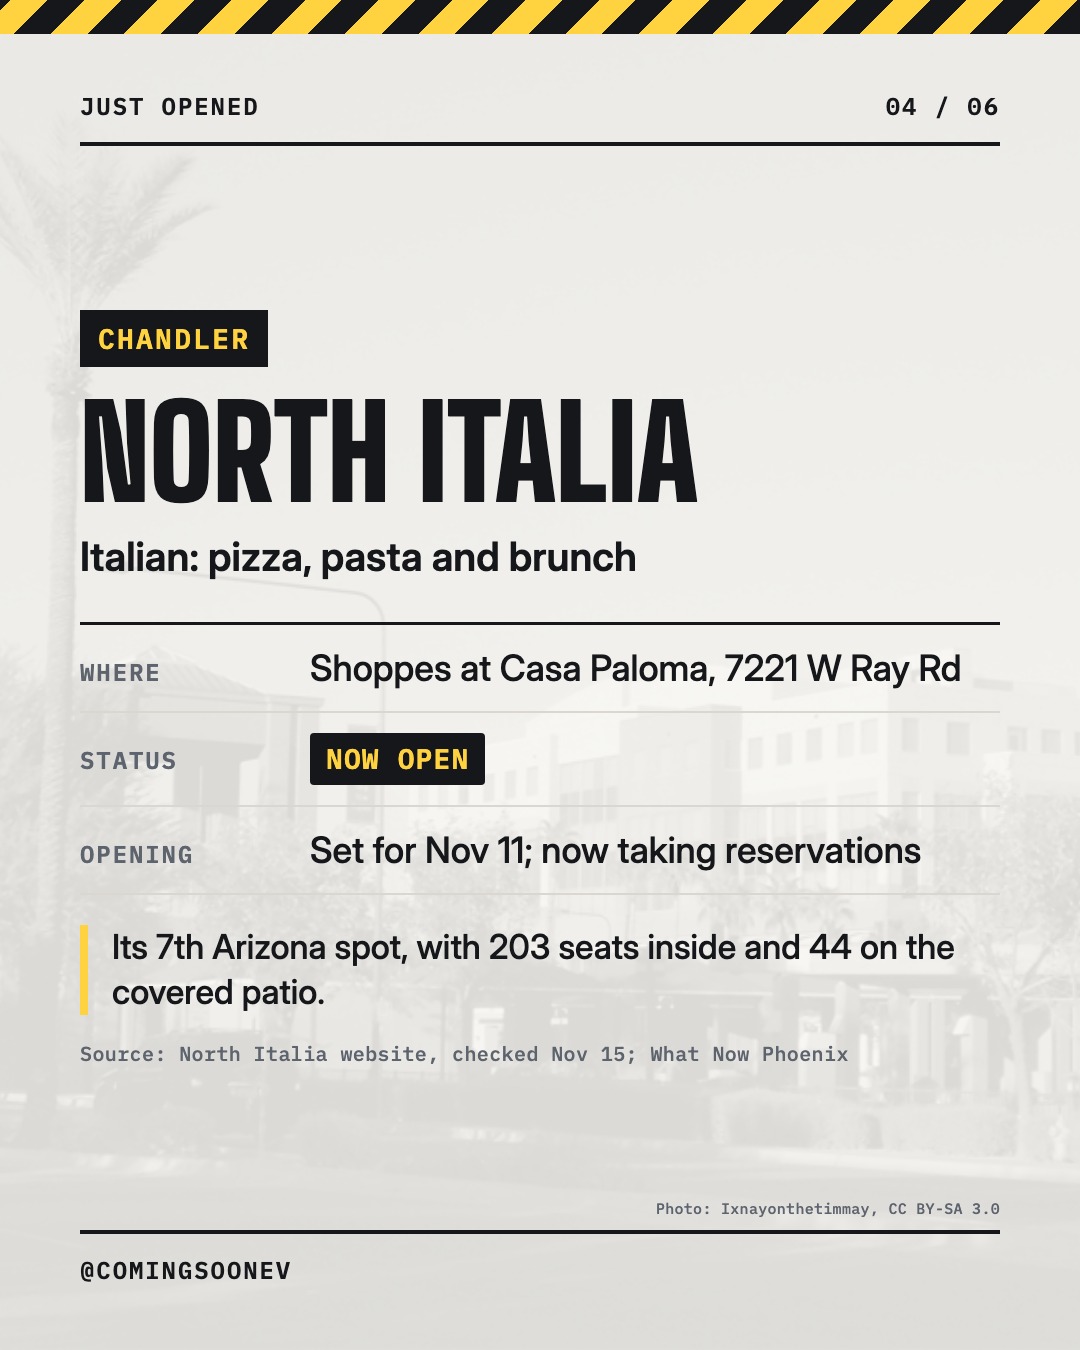 JUST OPENED
04 / 06
CHANDLER
NORTH ITALIA
Italian: pizza, pasta and brunch
WHERE
Shoppes at Casa Paloma, 7221 W Ray Rd
STATUS
NOW OPEN
OPENING
Set for Nov 11; now taking reservations
Its 7th Arizona spot, with 203 seats inside and 44 on the
covered patio.
Source: North Italia website, checked Nov 15; What Now Phoenix
Photo: Ixnayonthetimmay, CC BY-SA 3.0
@COMINGSOONEV